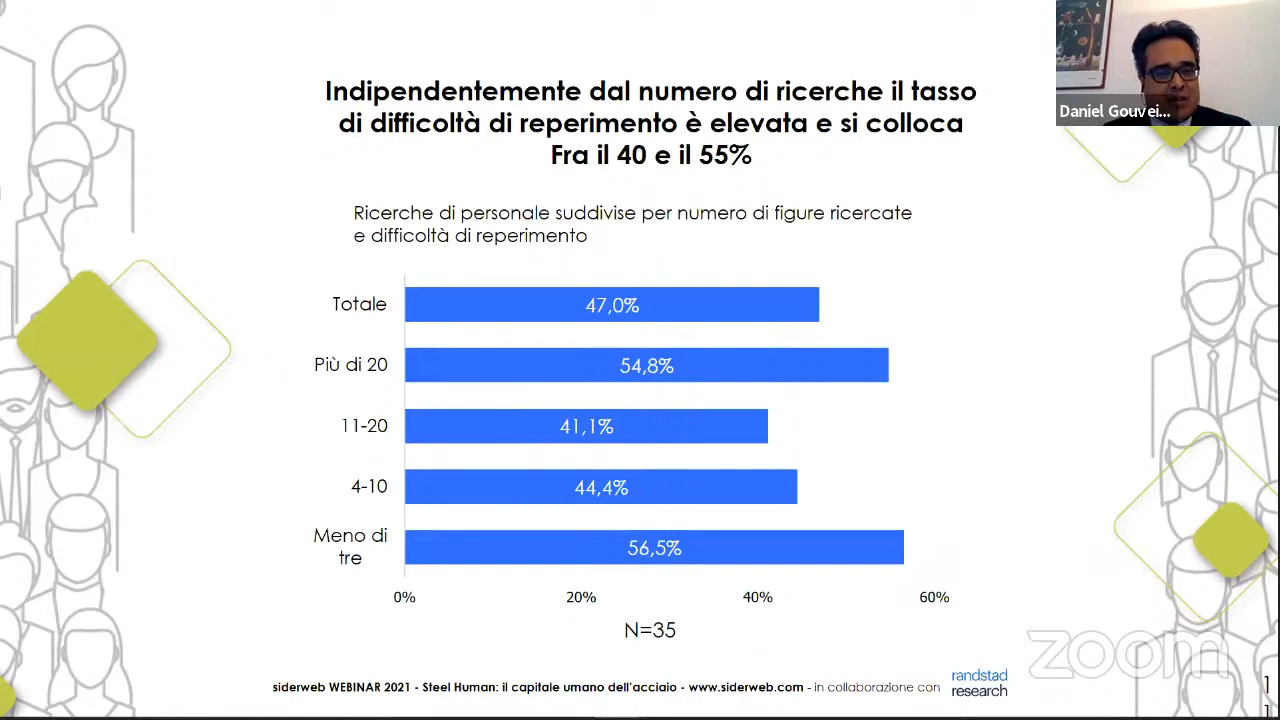 Daniel Gouvei...
Indipendentemente dal numero di ricerche il tasso
di difficoltà di reperimento è elevata e si colloca
Fra il 40 e il 55%
Ricerche di personale suddivise per numero di figure ricercate
e difficoltà di reperimento
Totale 47,0%
Più di 20 54,8%
11-20 41,1%
4-10 44,4%
Meno di
tre 56,5%
0% 20% 40% 60%
N=35
zoom
siderweb WEBINAR 2021 - Steel Human: il capitale umano dell'acciaio - www.siderweb.com - in collaborazione con
randstad
research
1
1